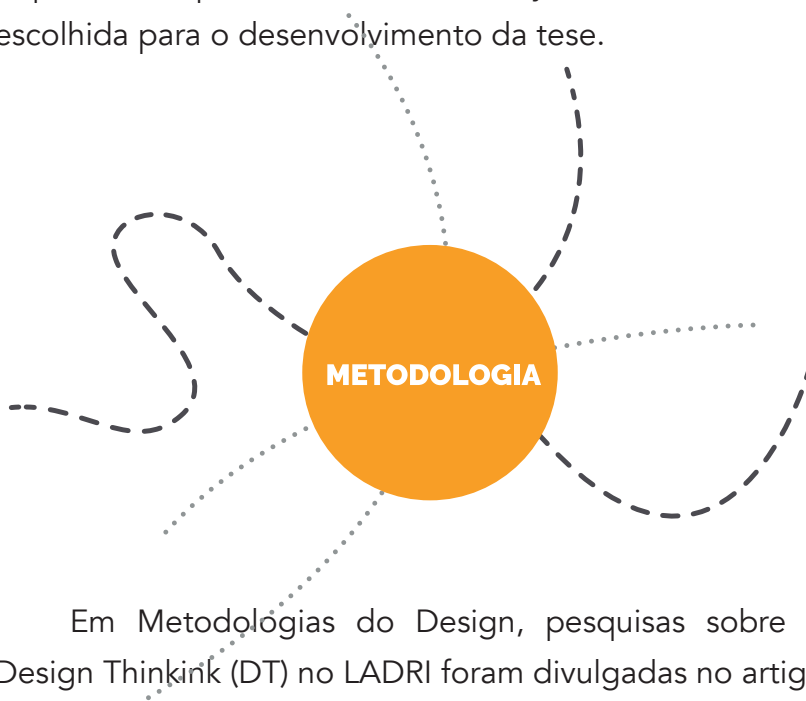 escolhida para o desenvolvimento da tese.
METODOLOGIA
Em Metodologias do Design, pesquisas sobre
Design Thinkink (DT) no LADRI foram divulgadas no artig